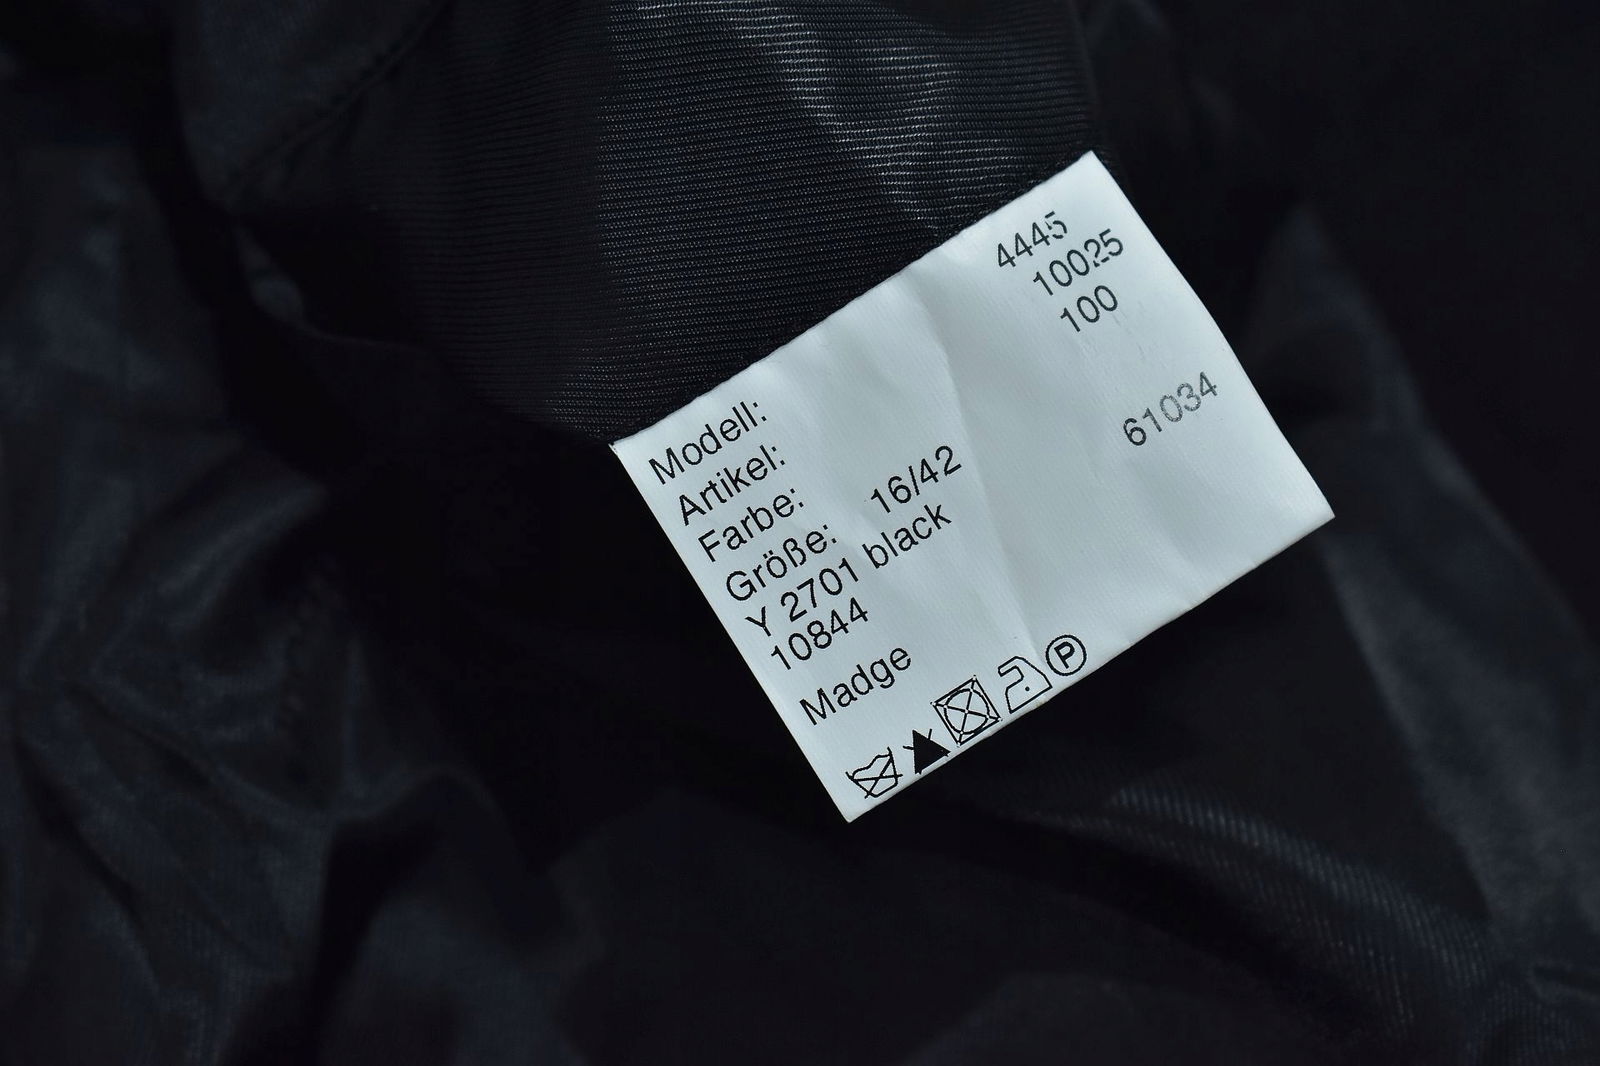 Modell: 4445
Artikel: 10025
Farbe: 100
Größe: 16/42
Y 2701 black 61034
10844
Madge
P